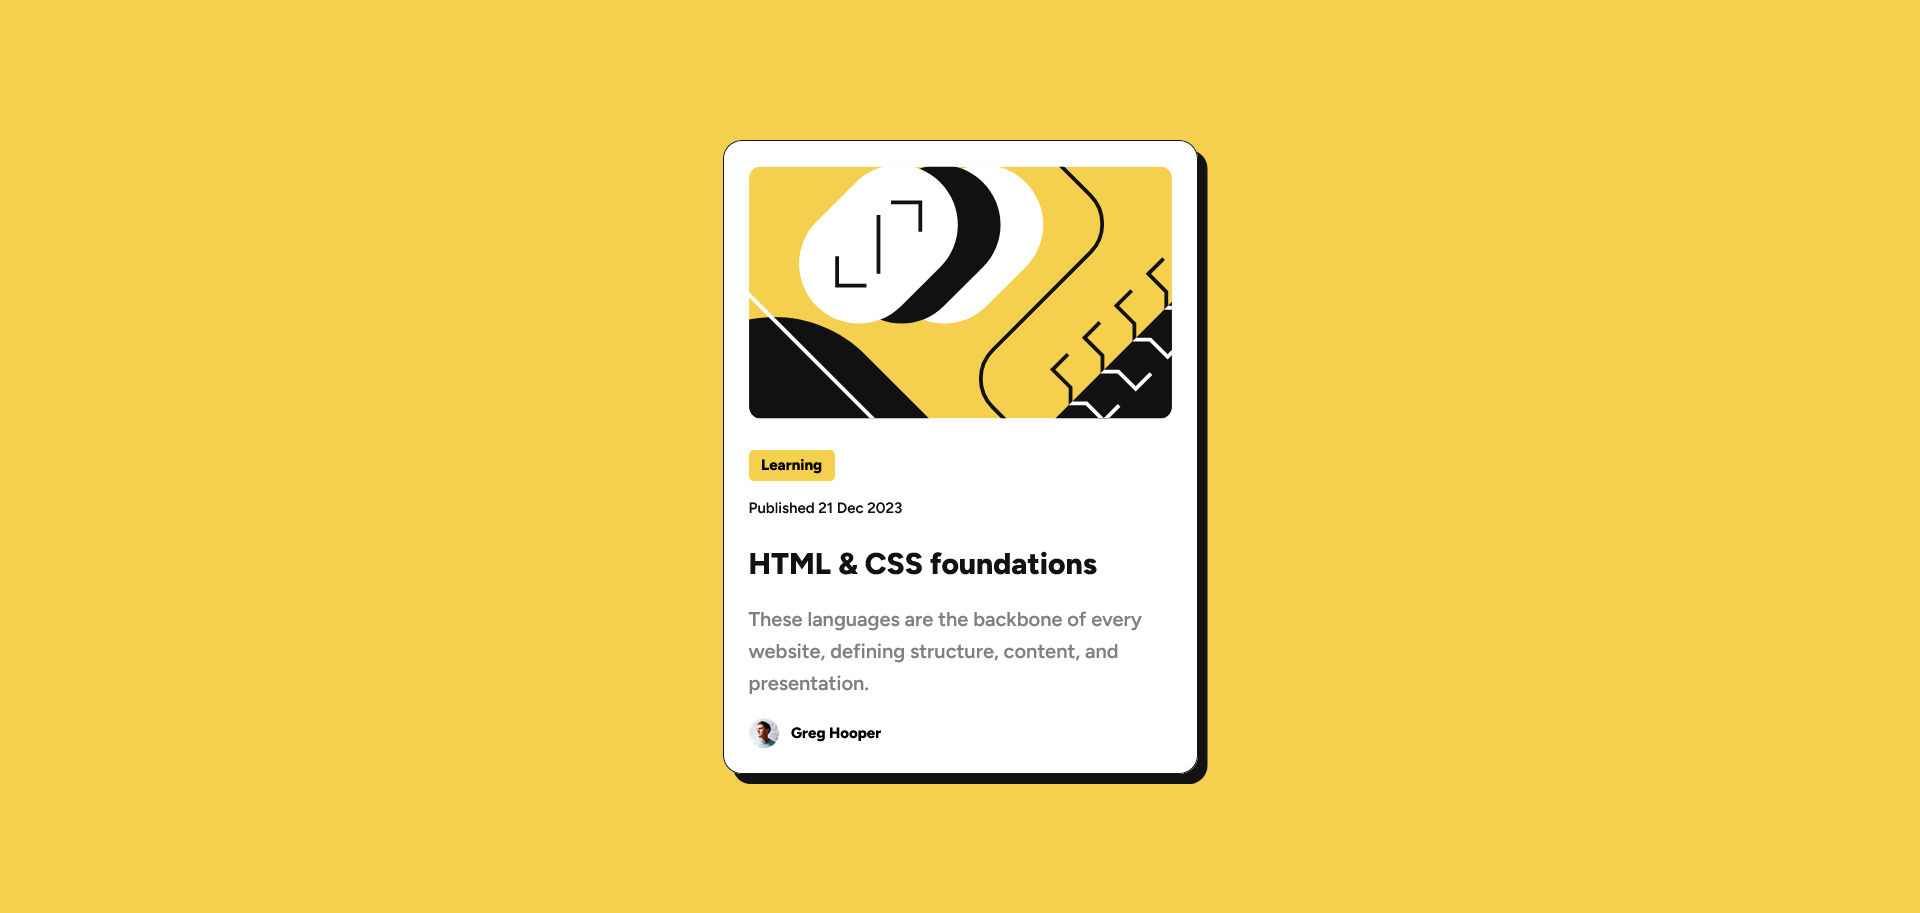 Learning
Published 21 Dec 2023
HTML & CSS foundations
These languages are the backbone of every
website, defining structure, content, and
presentation.
Greg Hooper